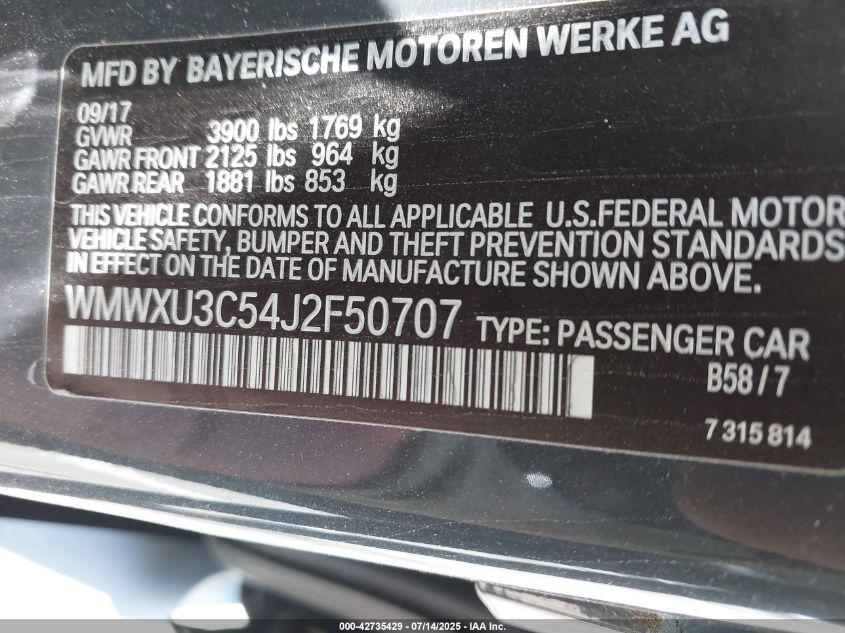 MFD BY BAYERISCHE MOTOREN WERKE AG
09/17
GVWR 3900 lbs 1769 kg
GAWR FRONT 2125 lbs 964 kg
GAWR REAR 1881 lbs 853 kg
THIS VEHICLE CONFORMS TO ALL APPLICABLE U.S.FEDERAL MOTOR
VEHICLE SAFETY, BUMPER AND THEFT PREVENTION STANDARDS
IN EFFECT ON THE DATE OF MANUFACTURE SHOWN ABOVE.
WMWXU3C54J2F50707 TYPE: PASSENGER CAR
B58/7
7 315 814
000-42735429 - 07/14/2025 - IAA Inc.